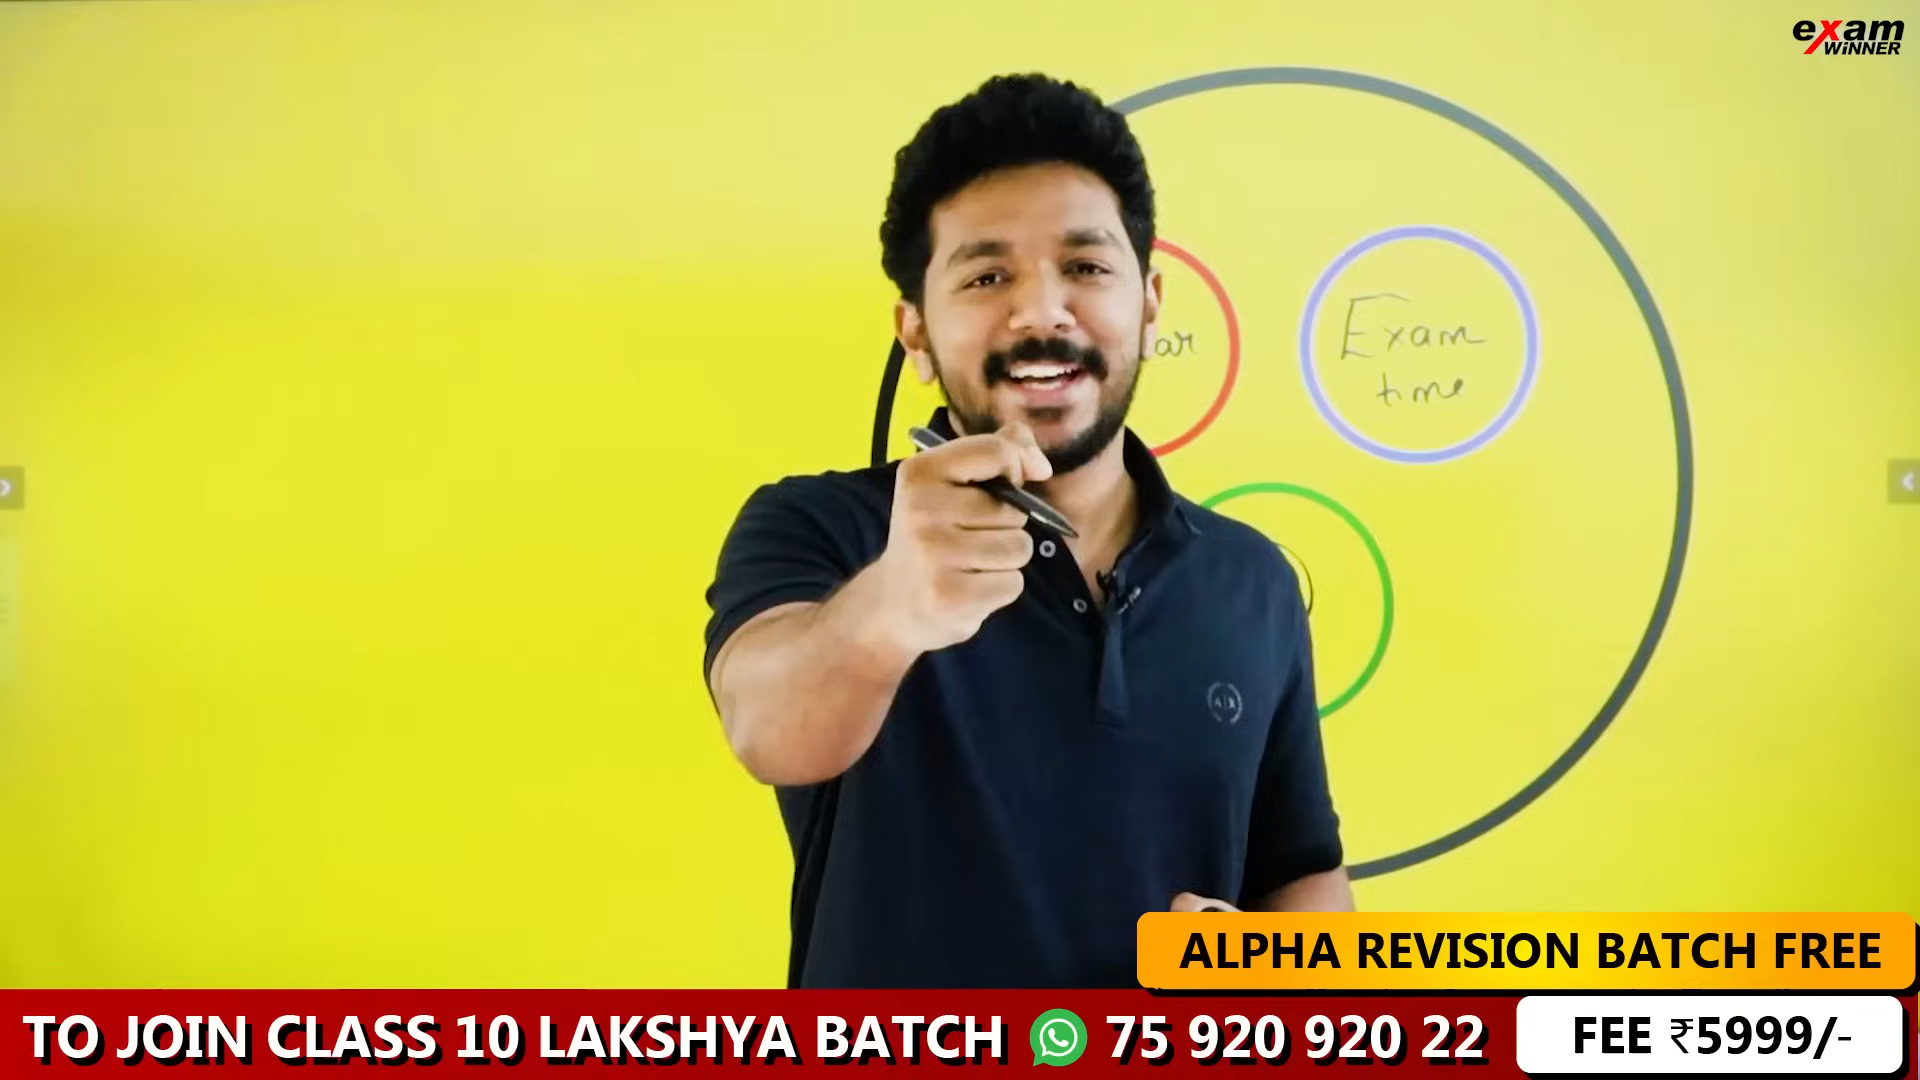 exam
WiNNER
Exam
time
A|X
ALPHA REVISION BATCH FREE
TO JOIN CLASS 10 LAKSHYA BATCH 75 920 920 22 FEE ₹5999/-